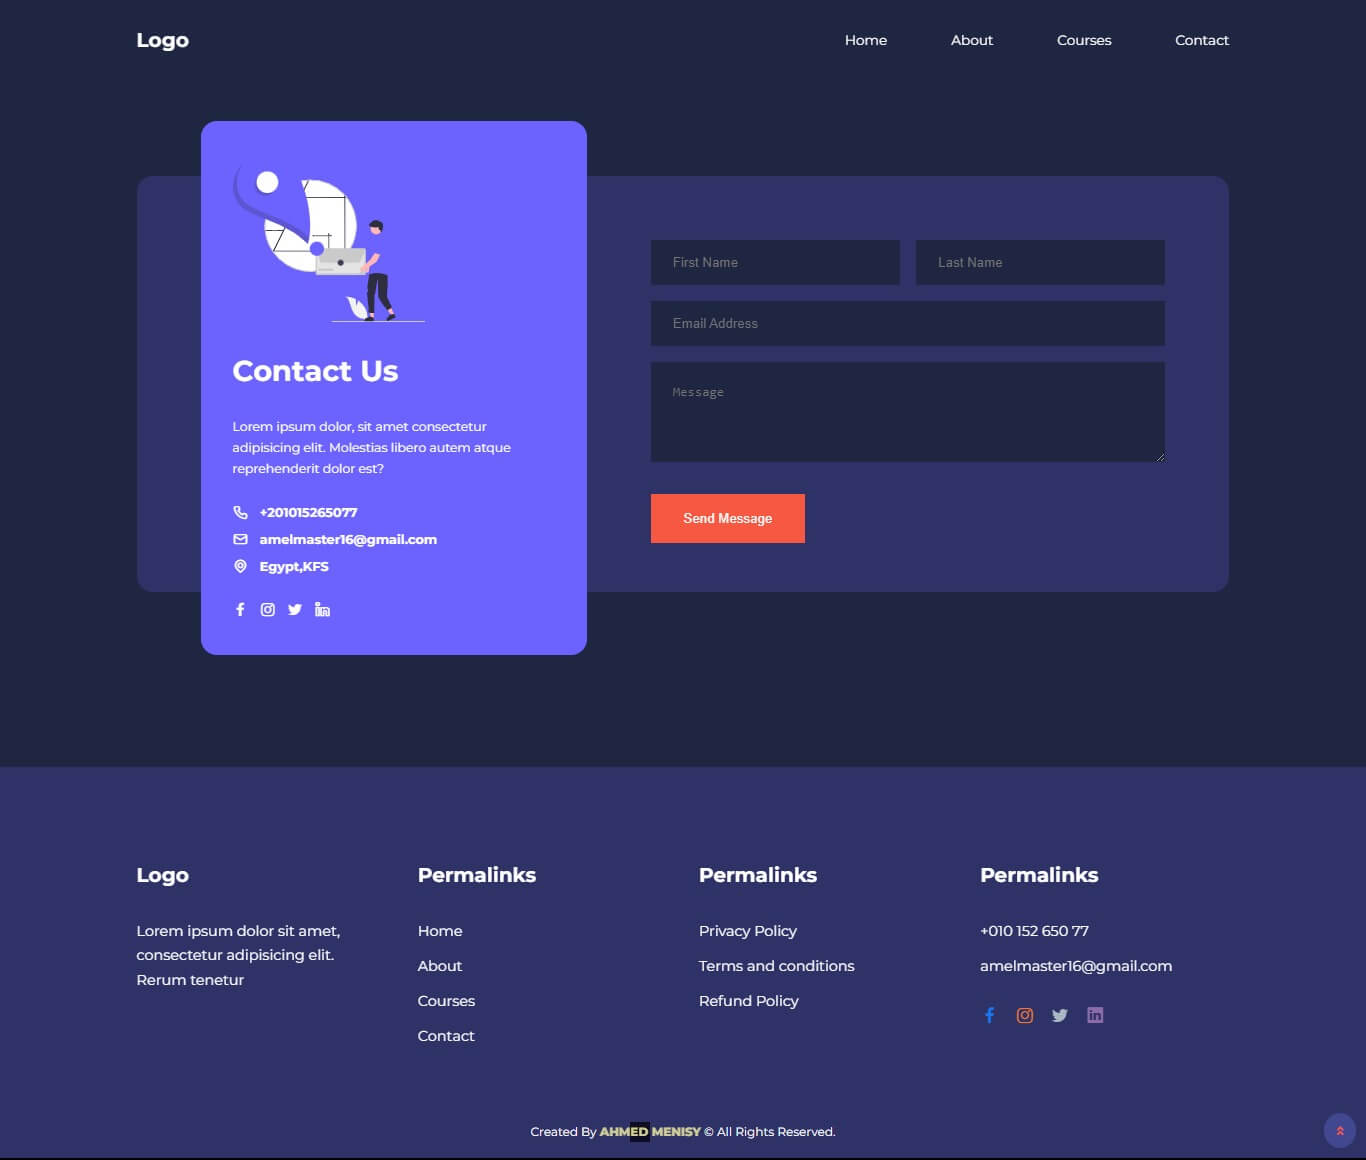 Logo
Home About Courses Contact
Contact Us
Lorem ipsum dolor, sit amet consectetur
adipisicing elit. Molestias libero autem atque
reprehenderit dolor est?
+201015265077
amelmaster16@gmail.com
Egypt,KFS
First Name Last Name
Email Address
Message
Send Message
Logo
Lorem ipsum dolor sit amet,
consectetur adipisicing elit.
Rerum tenetur
Permalinks
Home
About
Courses
Contact
Permalinks
Privacy Policy
Terms and conditions
Refund Policy
Permalinks
+010 152 650 77
amelmaster16@gmail.com
Created By AHMED MENISY © All Rights Reserved.